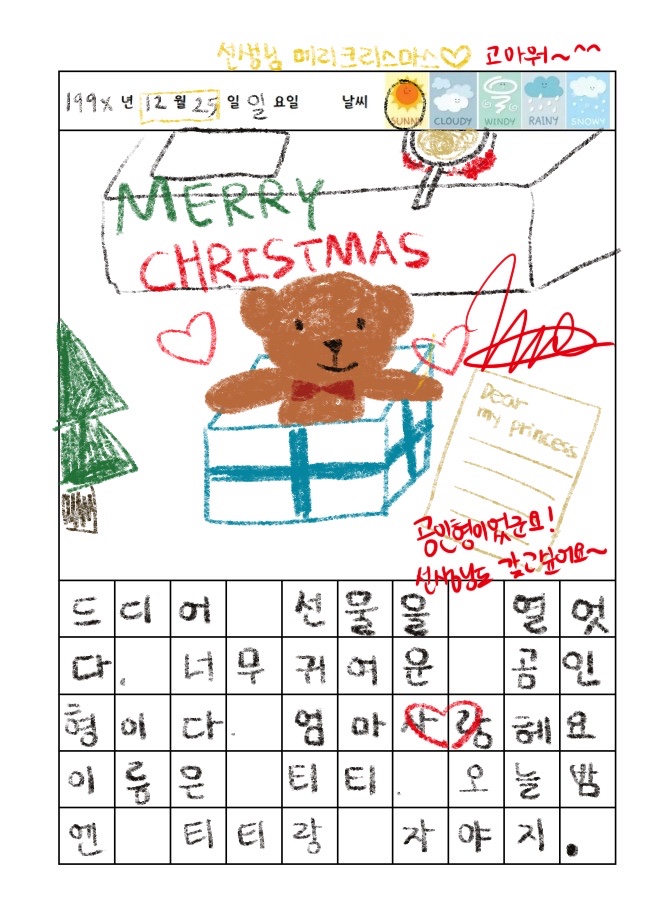 선생님 메리크리스마스♡ 고마워~^^
199X 년 12 월 25 일 일 요일 날씨 SUNNY CLOUDY WINDY RAINY SNOWY
MERRY
CHRISTMAS
Dear
my princess
곰인형이었군요!
선생님도 갖고싶어요~
드디어 선물을 열엇
다. 너무 귀여운 곰인
형이다. 엄마사랑헤요
이름은 티티. 오늘밤
엔 티티랑 자야지.